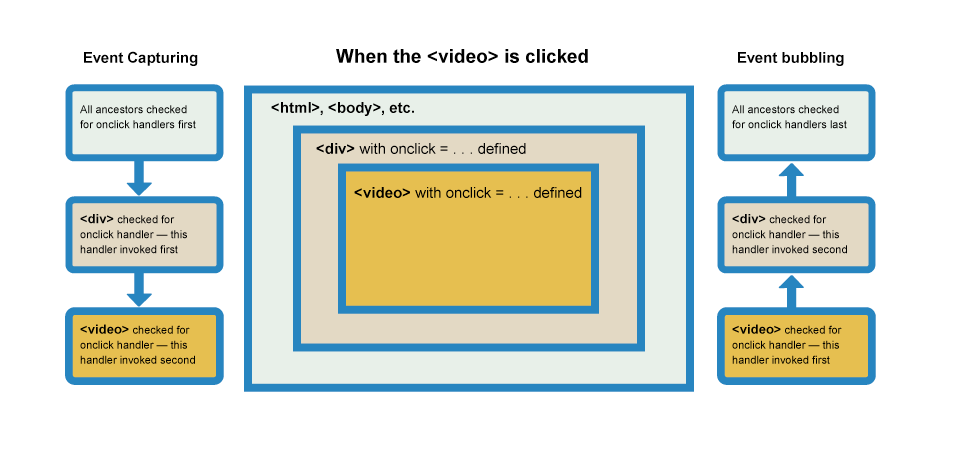 Event Capturing
All ancestors checked
for onclick handlers first
<div> checked for
onclick handler — this
handler invoked first
<video> checked for
onclick handler — this
handler invoked second
When the <video> is clicked
<html>, <body>, etc.
<div> with onclick = . . . defined
<video> with onclick = . . . defined
Event bubbling
All ancestors checked
for onclick handlers last
<div> checked for
onclick handler — this
handler invoked second
<video> checked for
onclick handler — this
handler invoked first